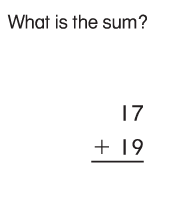 What is the sum?
17
+ 19